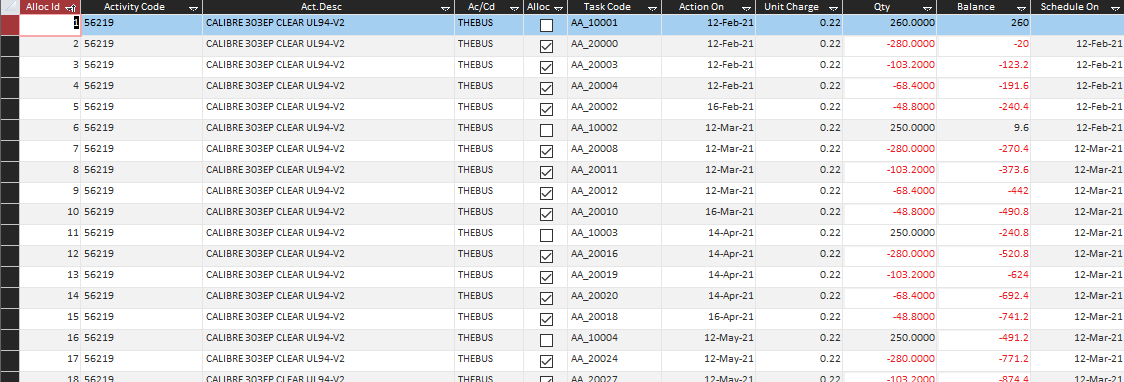 Alloc Id Activity Code Act.Desc Ac/Cd Alloc Task Code Action On Unit Charge Qty Balance Schedule On
1 56219 CALIBRE 303EP CLEAR UL94-V2 THEBUS AA_10001 12-Feb-21 0.22 260.0000 260
2 56219 CALIBRE 303EP CLEAR UL94-V2 THEBUS AA_20000 12-Feb-21 0.22 -280.0000 -20 12-Feb-21
3 56219 CALIBRE 303EP CLEAR UL94-V2 THEBUS AA_20003 12-Feb-21 0.22 -103.2000 -123.2 12-Feb-21
4 56219 CALIBRE 303EP CLEAR UL94-V2 THEBUS AA_20004 12-Feb-21 0.22 -68.4000 -191.6 12-Feb-21
5 56219 CALIBRE 303EP CLEAR UL94-V2 THEBUS AA_20002 16-Feb-21 0.22 -48.8000 -240.4 12-Feb-21
6 56219 CALIBRE 303EP CLEAR UL94-V2 THEBUS AA_10002 12-Mar-21 0.22 250.0000 9.6 12-Feb-21
7 56219 CALIBRE 303EP CLEAR UL94-V2 THEBUS AA_20008 12-Mar-21 0.22 -280.0000 -270.4 12-Mar-21
8 56219 CALIBRE 303EP CLEAR UL94-V2 THEBUS AA_20011 12-Mar-21 0.22 -103.2000 -373.6 12-Mar-21
9 56219 CALIBRE 303EP CLEAR UL94-V2 THEBUS AA_20012 12-Mar-21 0.22 -68.4000 -442 12-Mar-21
10 56219 CALIBRE 303EP CLEAR UL94-V2 THEBUS AA_20010 16-Mar-21 0.22 -48.8000 -490.8 12-Mar-21
11 56219 CALIBRE 303EP CLEAR UL94-V2 THEBUS AA_10003 14-Apr-21 0.22 250.0000 -240.8 12-Mar-21
12 56219 CALIBRE 303EP CLEAR UL94-V2 THEBUS AA_20016 14-Apr-21 0.22 -280.0000 -520.8 12-Mar-21
13 56219 CALIBRE 303EP CLEAR UL94-V2 THEBUS AA_20019 14-Apr-21 0.22 -103.2000 -624 12-Mar-21
14 56219 CALIBRE 303EP CLEAR UL94-V2 THEBUS AA_20020 14-Apr-21 0.22 -68.4000 -692.4 12-Mar-21
15 56219 CALIBRE 303EP CLEAR UL94-V2 THEBUS AA_20018 16-Apr-21 0.22 -48.8000 -741.2 12-Mar-21
16 56219 CALIBRE 303EP CLEAR UL94-V2 THEBUS AA_10004 12-May-21 0.22 250.0000 -491.2 12-Mar-21
17 56219 CALIBRE 303EP CLEAR UL94-V2 THEBUS AA_20024 12-May-21 0.22 -280.0000 -771.2 12-Mar-21
18 56219 CALIBRE 303EP CLEAR UL94-V2 THEBUS AA_20027 12-May-21 0.22 -103.2000 -874.4 12-Mar-21